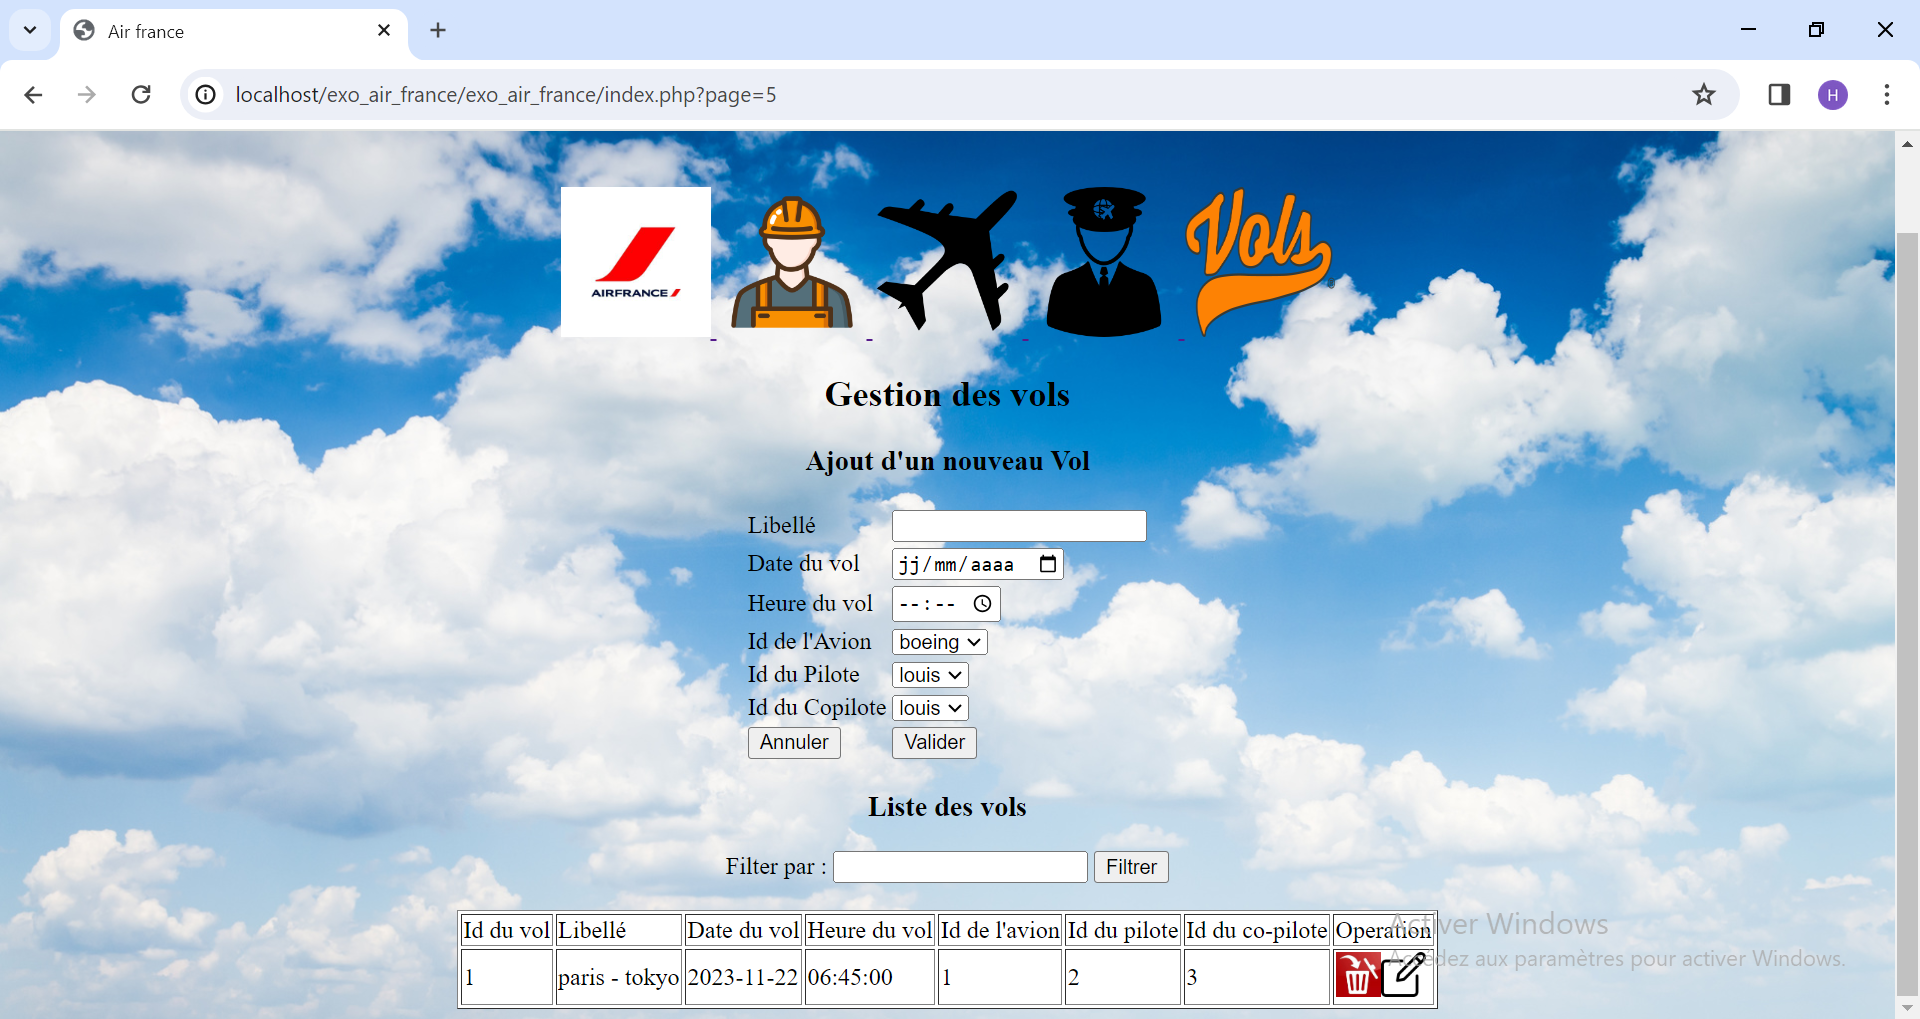 Air france
localhost/exo_air_france/exo_air_france/index.php?page=5
H
AIRFRANCE
Vols
Gestion des vols
Ajout d'un nouveau Vol
Libellé
Date du vol jj/mm/aaaa
Heure du vol --:--
Id de l'Avion boeing
Id du Pilote louis
Id du Copilote louis
Annuler Valider
Liste des vols
Filter par : Filtrer
Id du vol Libellé Date du vol Heure du vol Id de l'avion Id du pilote Id du co-pilote Operation
1 paris - tokyo 2023-11-22 06:45:00 1 2 3
Activer Windows
Accédez aux paramètres pour activer Windows.